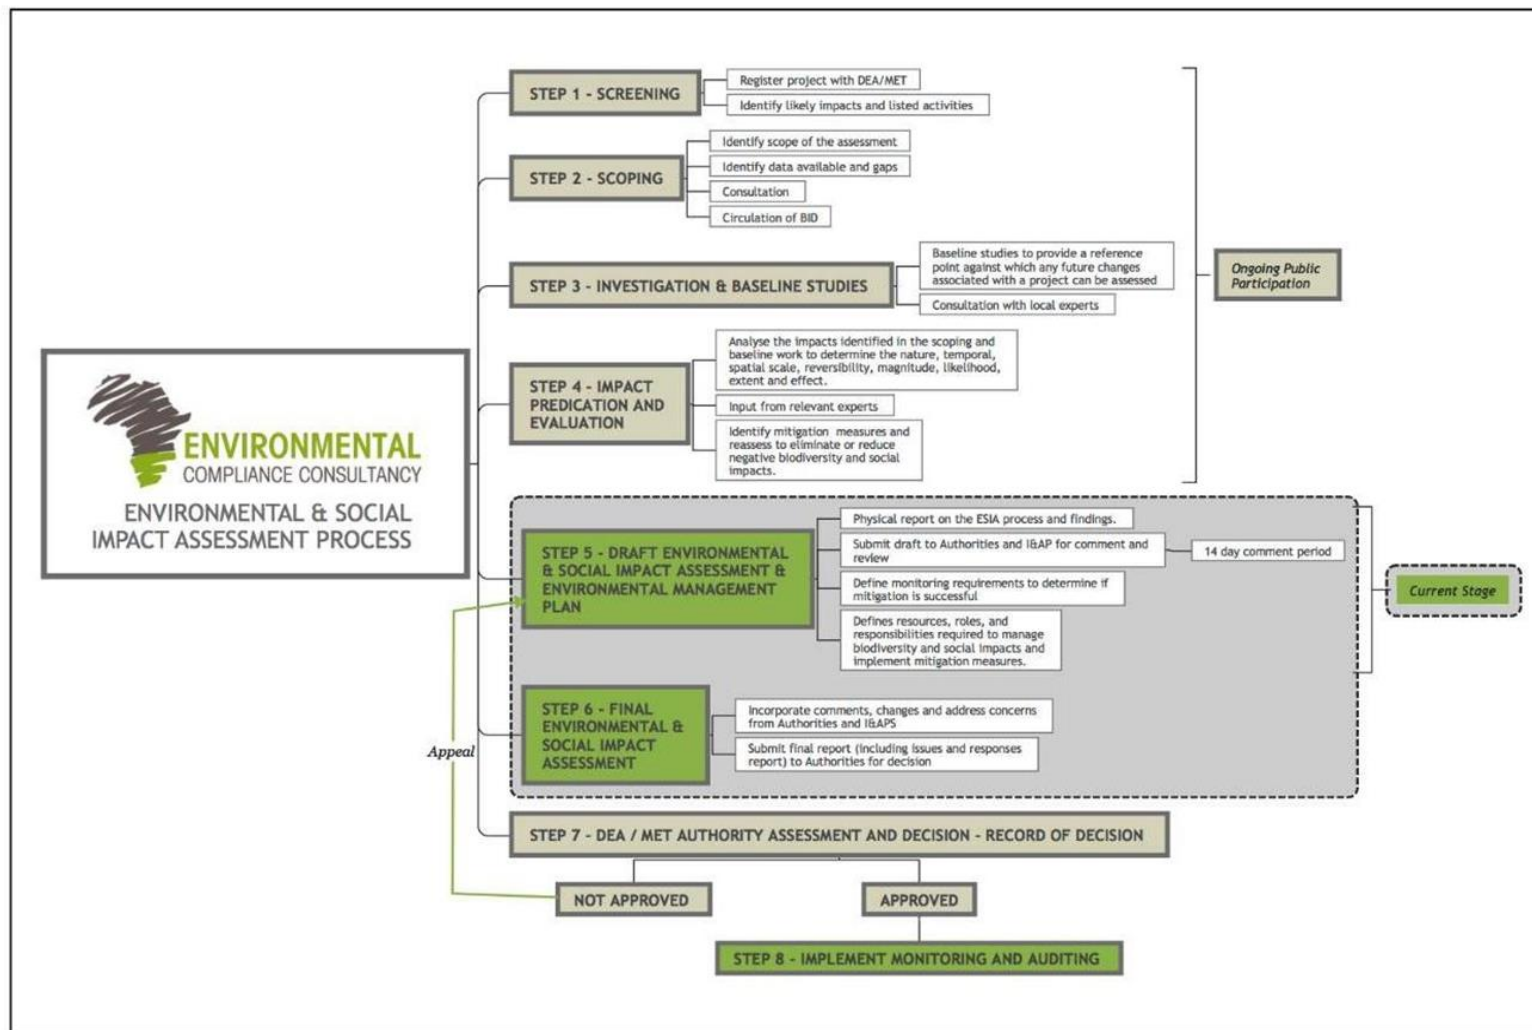 ENVIRONMENTAL
COMPLIANCE CONSULTANCY
ENVIRONMENTAL & SOCIAL
IMPACT ASSESSMENT PROCESS
STEP 1 - SCREENING
Register project with DEA/MET
Identify likely impacts and listed activities
STEP 2 - SCOPING
Identify scope of the assessment
Identify data available and gaps
Consultation
Circulation of BID
STEP 3 - INVESTIGATION & BASELINE STUDIES
Baseline studies to provide a reference
point against which any future changes
associated with a project can be assessed
Consultation with local experts
STEP 4 - IMPACT
PREDICATION AND
EVALUATION
Analyse the impacts identified in the scoping and
baseline work to determine the nature, temporal,
spatial scale, reversibility, magnitude, likelihood,
extent and effect.
Input from relevant experts
Identify mitigation measures and
reassess to eliminate or reduce
negative biodiversity and social
impacts.
Ongoing Public
Participation
STEP 5 - DRAFT ENVIRONMENTAL
& SOCIAL IMPACT ASSESSMENT &
ENVIRONMENTAL MANAGEMENT
PLAN
Physical report on the ESIA process and findings.
Submit draft to Authorities and I&AP for comment and
review
14 day comment period
Define monitoring requirements to determine if
mitigation is successful
Defines resources, roles, and
responsibilities required to manage
biodiversity and social impacts and
implement mitigation measures.
Current Stage
STEP 6 - FINAL
ENVIRONMENTAL &
SOCIAL IMPACT
ASSESSMENT
Incorporate comments, changes and address concerns
from Authorities and I&APS
Submit final report (including issues and responses
report) to Authorities for decision
Appeal
STEP 7 - DEA / MET AUTHORITY ASSESSMENT AND DECISION - RECORD OF DECISION
NOT APPROVED
APPROVED
STEP 8 - IMPLEMENT MONITORING AND AUDITING